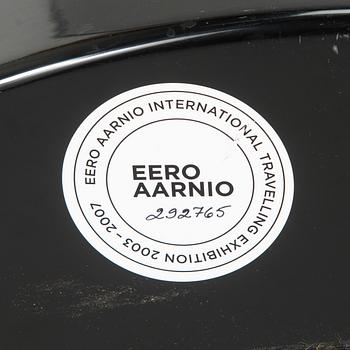 EERO AARNIO INTERNATIONAL TRAVELLING EXHIBITION 2003 - 2007
EERO
AARNIO
292765